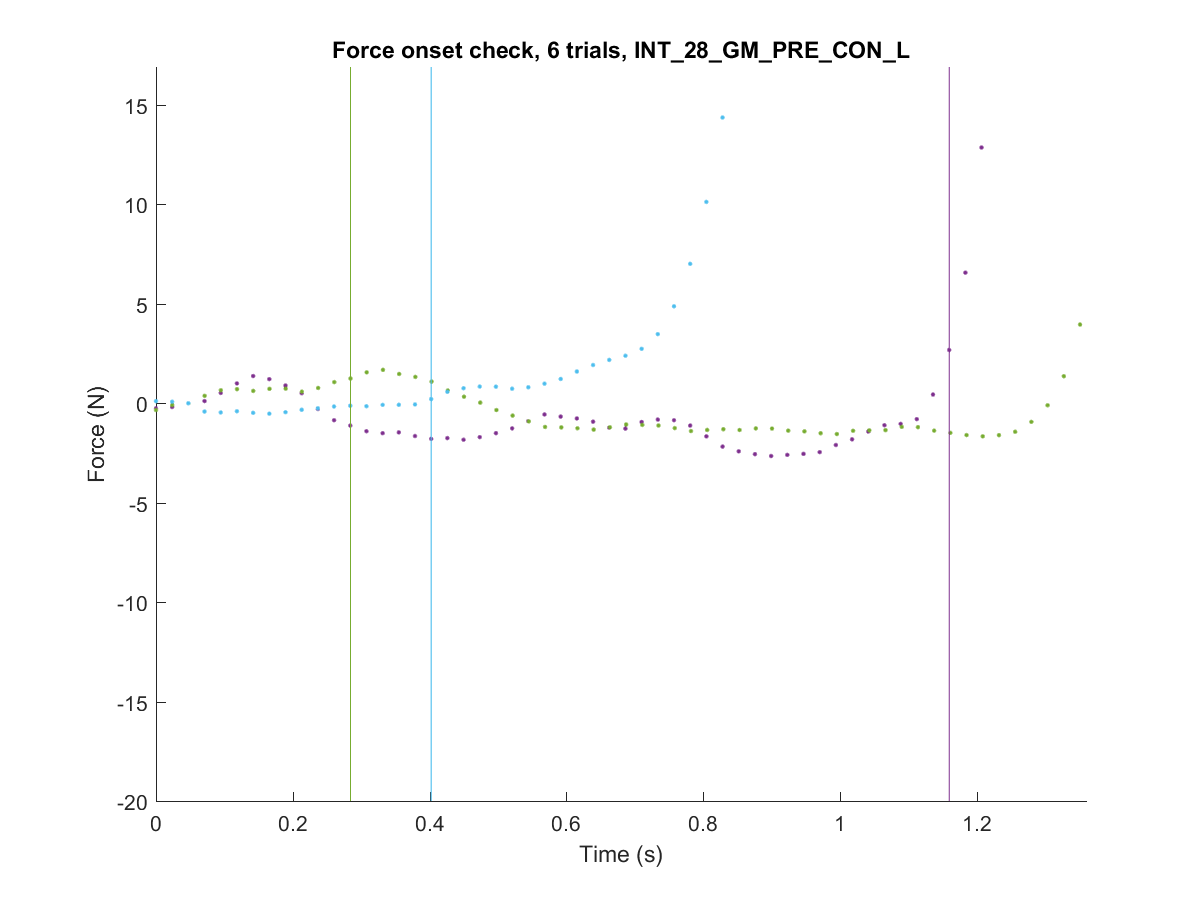 Force onset check, 6 trials, INT_28_GM_PRE_CON_L
15
10
5
0
-5
-10
-15
-20
Force (N)
0 0.2 0.4 0.6 0.8 1 1.2
Time (s)